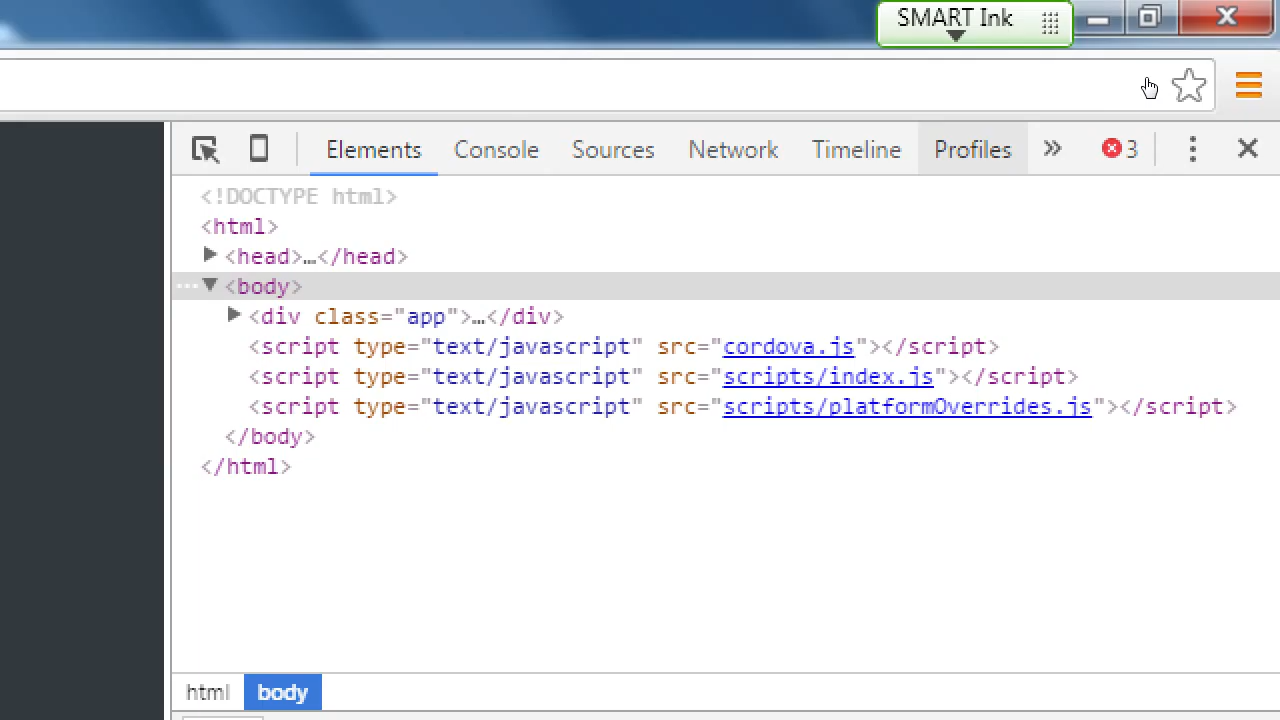 SMART Ink
Elements Console Sources Network Timeline Profiles » 3
<!DOCTYPE html>
<html>
<head>…</head>
<body>
<div class="app">…</div>
<script type="text/javascript" src="cordova.js"></script>
<script type="text/javascript" src="scripts/index.js"></script>
<script type="text/javascript" src="scripts/platformOverrides.js"></script>
</body>
</html>
html body